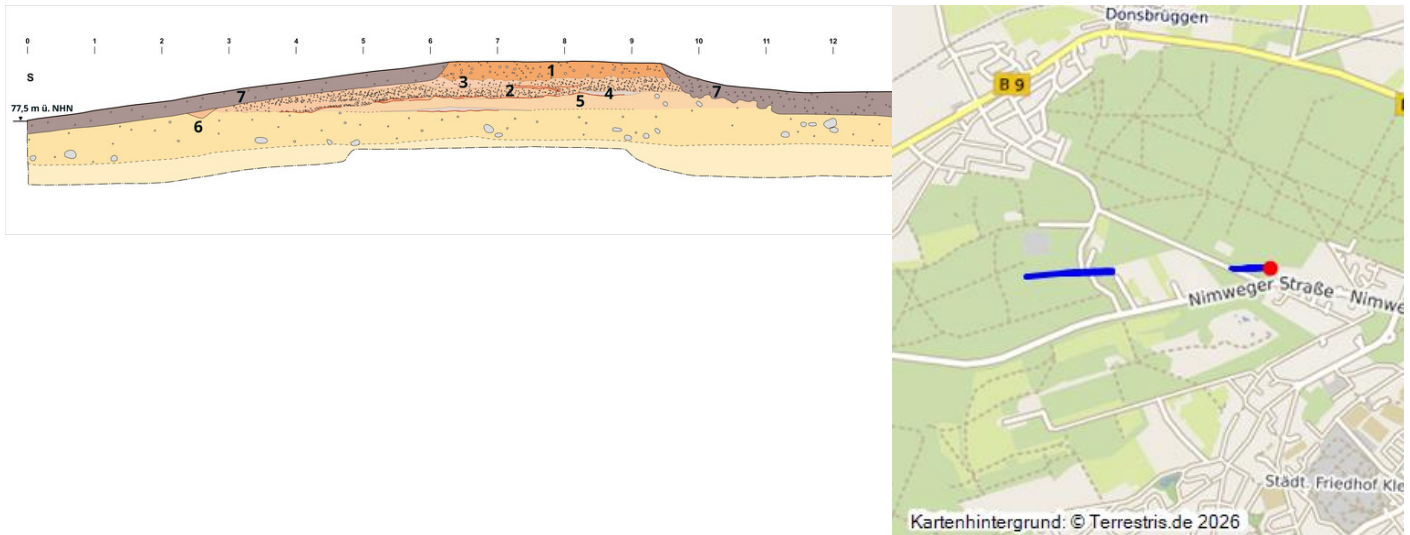 0 1 2 3 4 5 6 7 8 9 10 11 12
S
1
3
2
4
5
7
7
6
77,5 m ü. NHN
Donsbrüggen
B 9
Nimweger Straße
Nimwe
Städt. Friedhof Kle
Kartenhintergrund: © Terrestris.de 2026